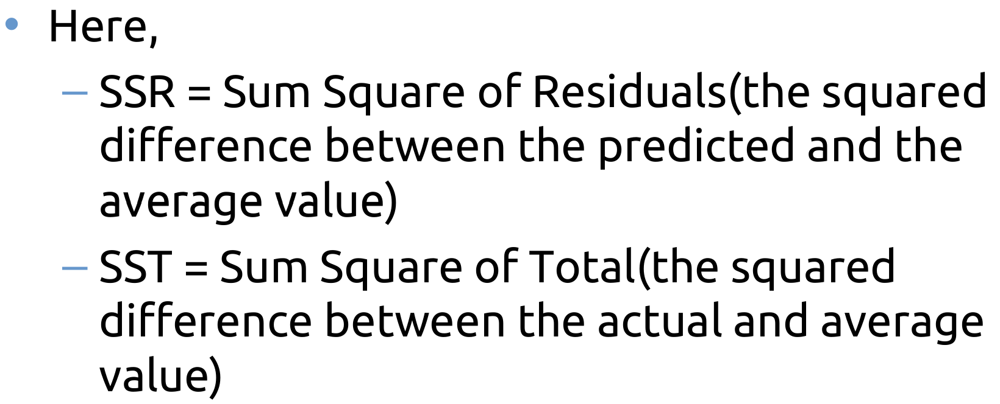 • Here,
– SSR = Sum Square of Residuals(the squared
difference between the predicted and the
average value)
– SST = Sum Square of Total(the squared
difference between the actual and average
value)